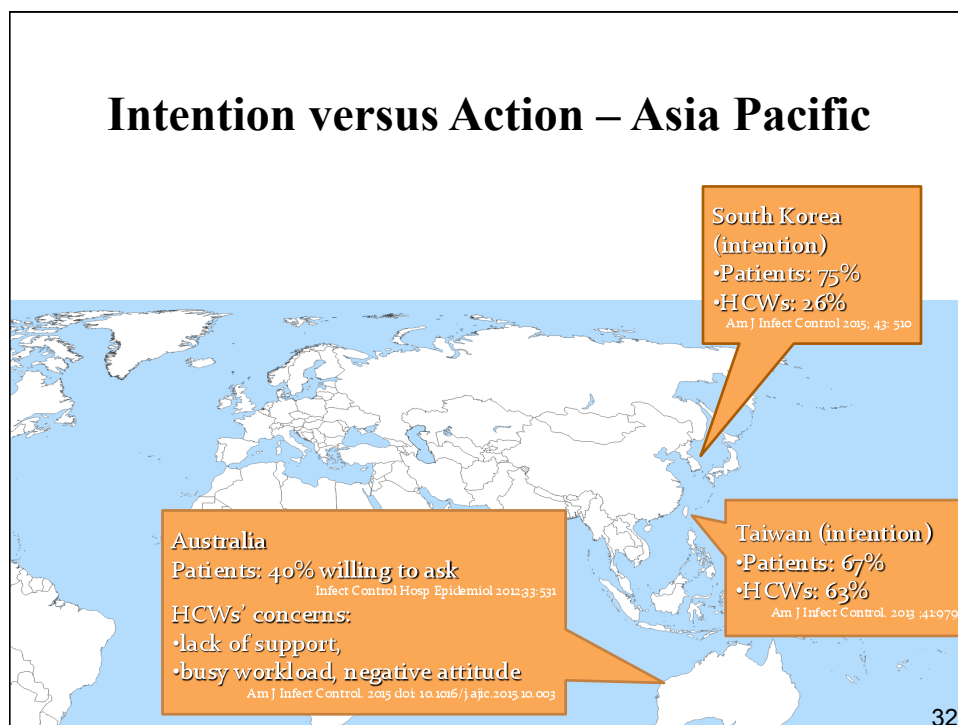 Intention versus Action – Asia Pacific
South Korea
(intention)
•Patients: 75%
•HCWs: 26%
Am J Infect Control 2015; 43: 510
Australia
Patients: 40% willing to ask
Infect Control Hosp Epidemiol 2012;33:531
HCWs' concerns:
•lack of support,
•busy workload, negative attitude
Am J Infect Control. 2015 doi: 10.1016/j.ajic.2015.10.003
Taiwan (intention)
•Patients: 67%
•HCWs: 63%
Am J Infect Control. 2013 ;41:979
32